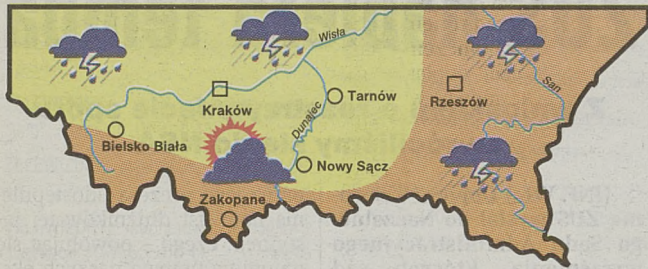 Wisła
San
Tarnów
Rzeszów
Kraków
Dunajec
Bielsko Biała
Nowy Sącz
Zakopane